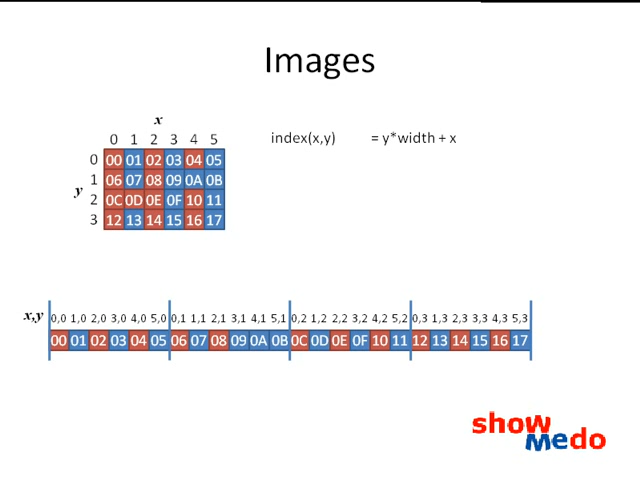 Images
x
index(x,y) = y*width + x
0 1 2 3 4 5
0 00 01 02 03 04 05
1 06 07 08 09 0A 0B
y
2 0C 0D 0E 0F 10 11
3 12 13 14 15 16 17
x,y 0,0 1,0 2,0 3,0 4,0 5,0 0,1 1,1 2,1 3,1 4,1 5,1 0,2 1,2 2,2 3,2 4,2 5,2 0,3 1,3 2,3 3,3 4,3 5,3
00 01 02 03 04 05 06 07 08 09 0A 0B 0C 0D 0E 0F 10 11 12 13 14 15 16 17
show
medo